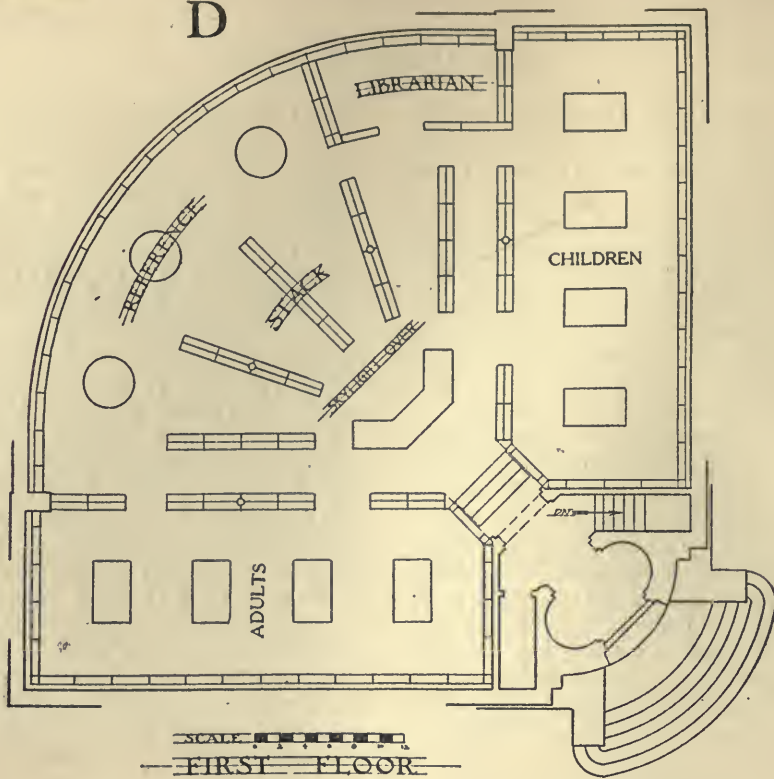 D
LIBRARIAN
REFERENCE
STACK
CHILDREN
SKYLIGHT OVER
DN
ADULTS
SCALE
FIRST FLOOR